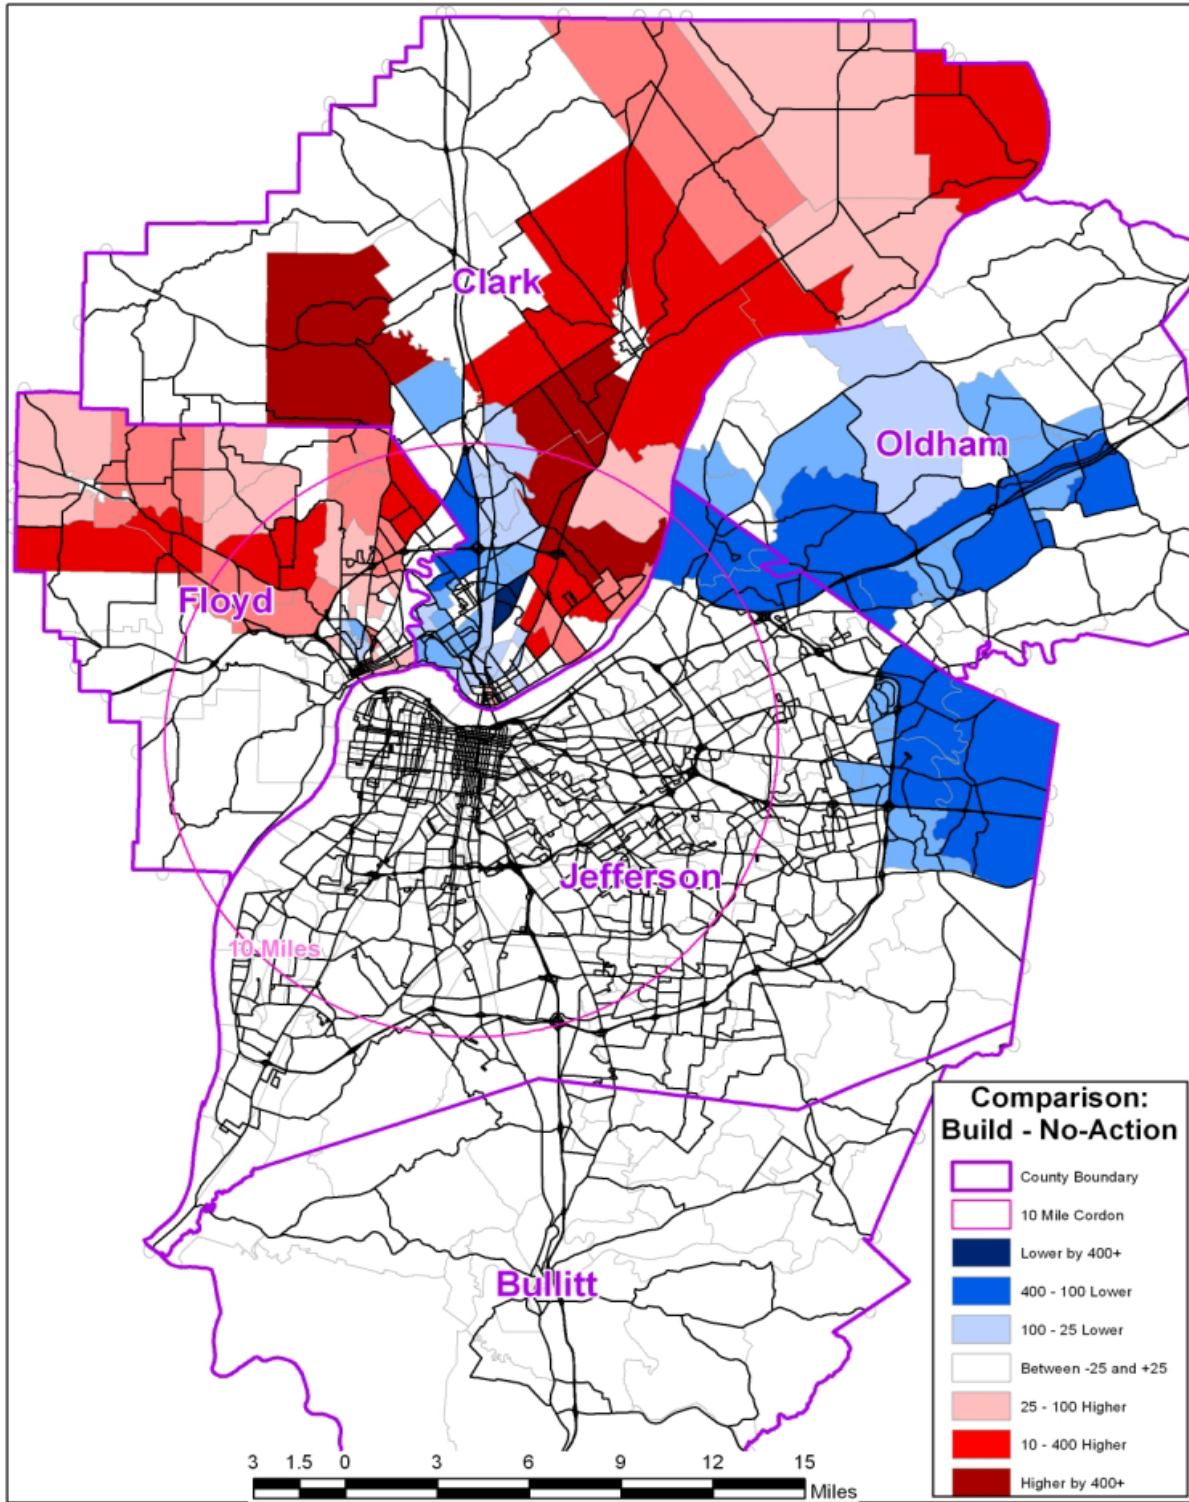 Clark
Oldham
Floyd
Jefferson
10 Miles
Bullitt
Comparison:
Build - No-Action
County Boundary
10 Mile Cordon
Lower by 400+
400 - 100 Lower
100 - 25 Lower
Between -25 and +25
25 - 100 Higher
10 - 400 Higher
Higher by 400+
3 1.5 0 3 6 9 12 15
Miles